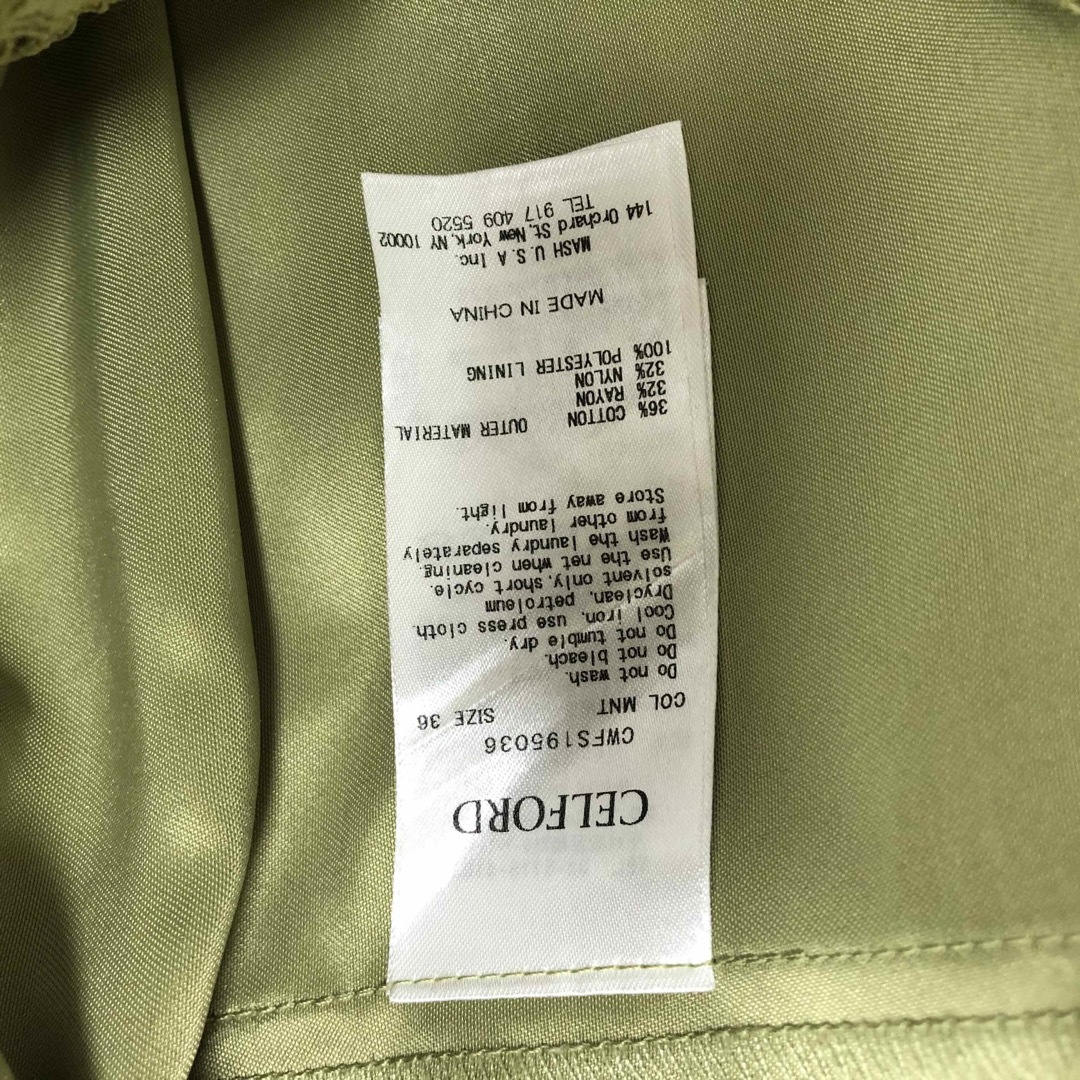 CELFORD
CWFS195036
COL MNT SIZE 36
Do not wash.
Do not bleach.
Do not tumble dry.
Cool iron, use press cloth.
Dryclean, petroleum
solvent only, short cycle.
Use the net when cleaning.
Wash the laundry separately
from other laundry.
Store away from light.
36% COTTON OUTER MATERIAL
32% RAYON
32% NYLON
100% POLYESTER LINING
MADE IN CHINA
MASH U.S.A Inc.
144 Orchard St, New York, NY 10002
TEL 917 409 5520